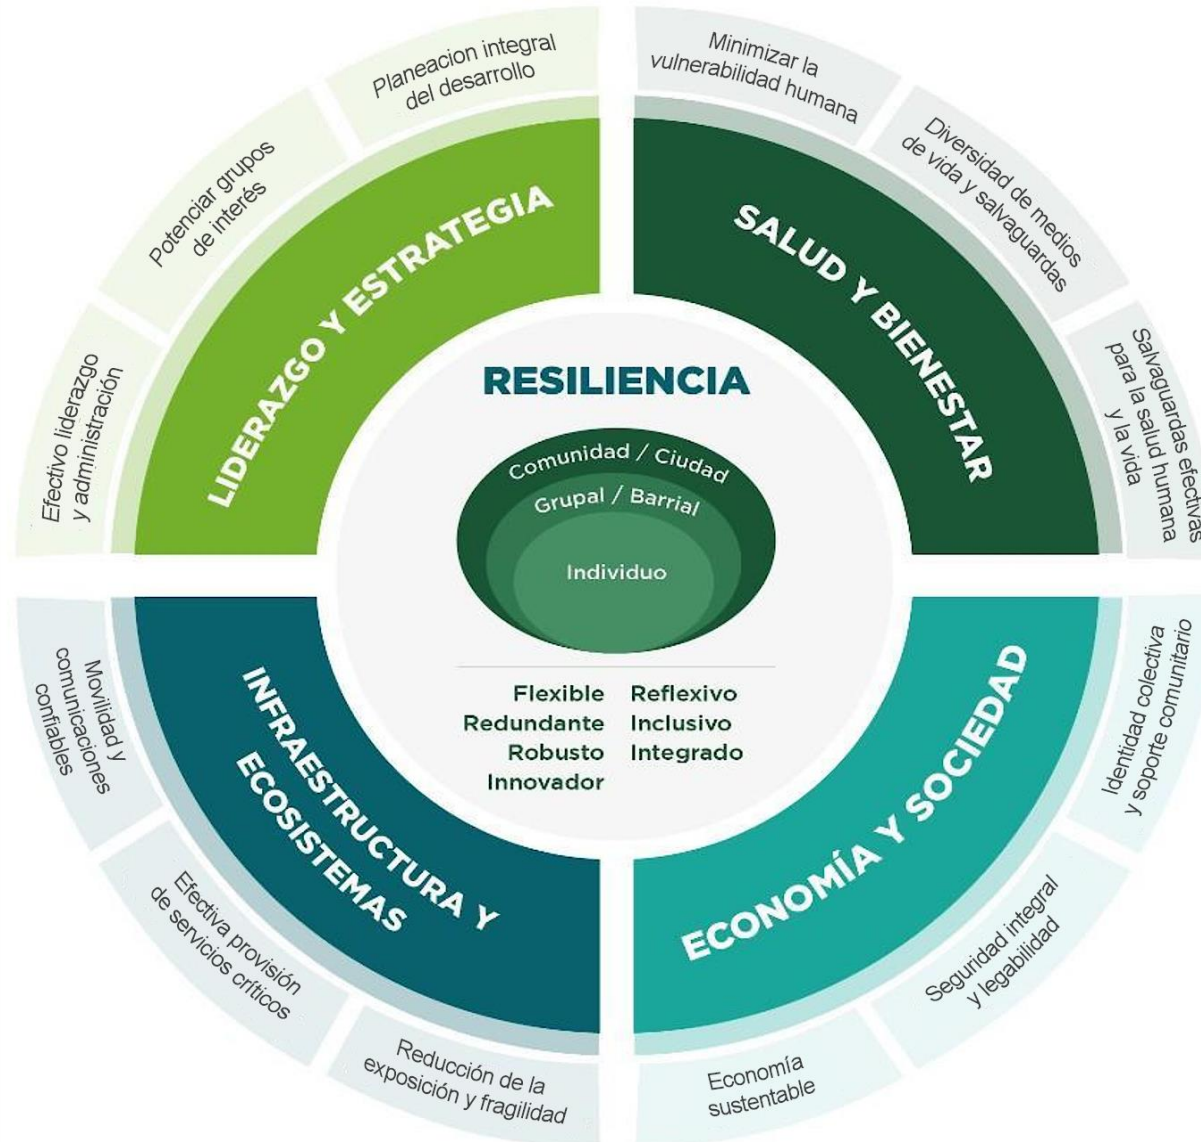 Planeacion integral
del desarrollo
Potenciar grupos
de interés
Efectivo liderazgo
y administración
LIDERAZGO Y ESTRATEGIA
Minimizar la
vulnerabilidad humana
Diversidad de medios
de vida y salvaguardas
Salvaguardas efectivas
para la salud humana
y la vida
SALUD Y BIENESTAR
RESILIENCIA
Comunidad / Ciudad
Grupal / Barrial
Individuo
Flexible Reflexivo
Redundante Inclusivo
Robusto Integrado
Innovador
INFRAESTRUCTURA Y
ECOSISTEMAS
Movilidad y
comunicaciones
confiables
Efectiva provisión
de servicios críticos
Reducción de la
exposición y fragilidad
ECONOMÍA Y SOCIEDAD
Identidad colectiva
y soporte comunitario
Seguridad integral
y legabilidad
Economía
sustentable